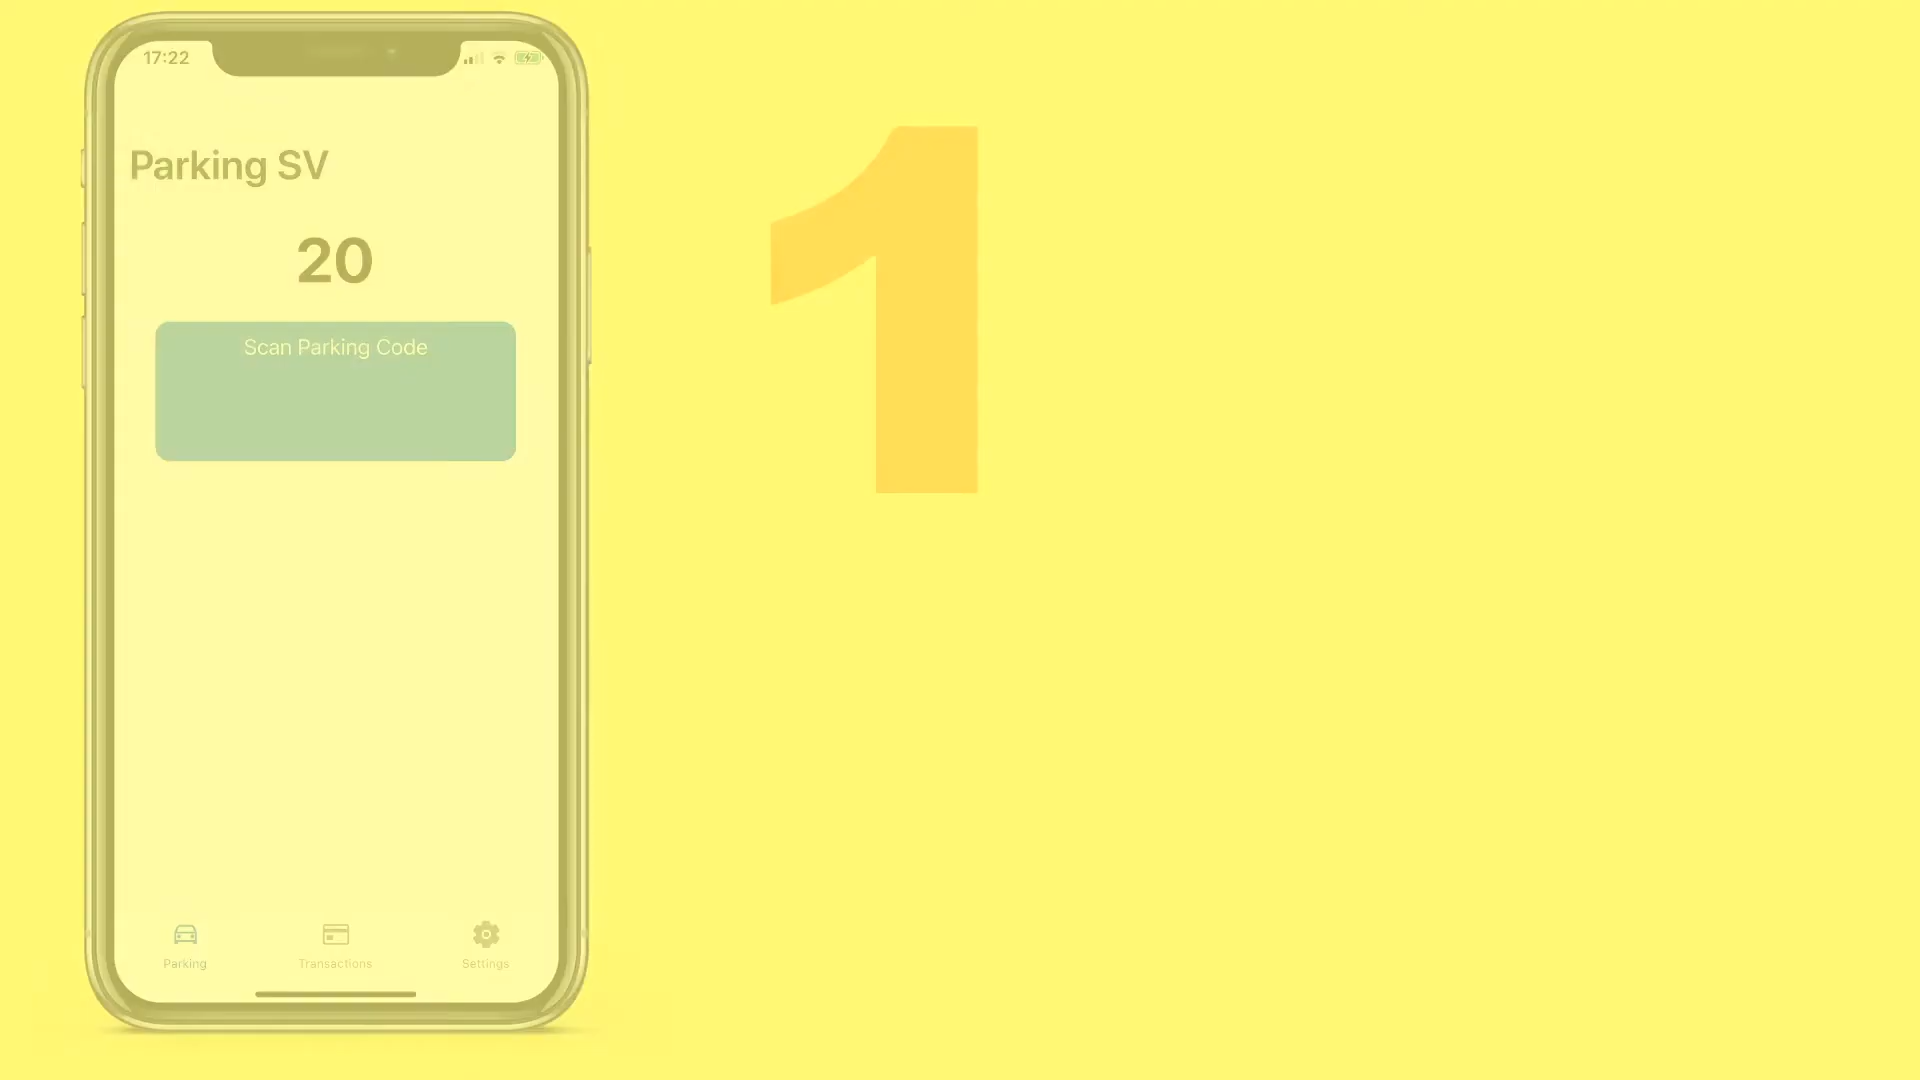 17:22
Parking SV
20
Scan Parking Code
Parking
Transactions
Settings
1